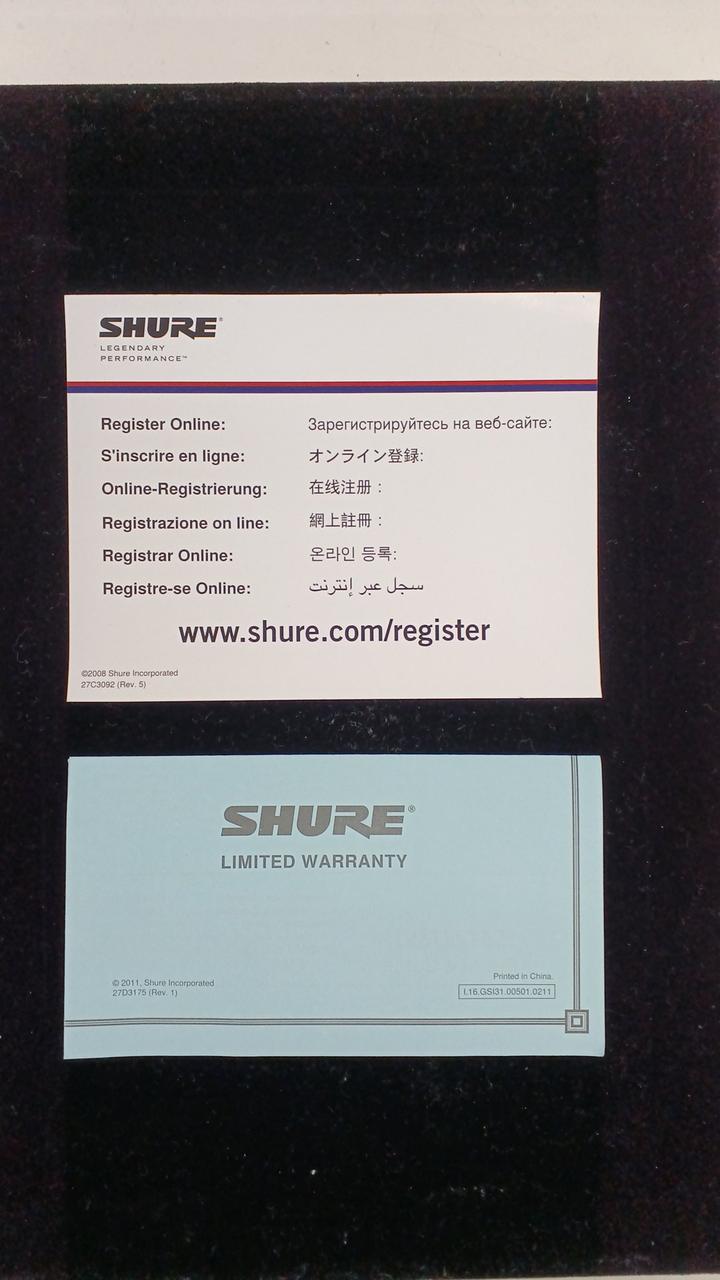 SHURE®
LEGENDARY
PERFORMANCE™
Register Online:
S'inscrire en ligne:
Online-Registrierung:
Registrazione on line:
Registrar Online:
Registre-se Online:
Зарегистрируйтесь на веб-сайте:
オンライン登録:
在线注册：
網上註冊：
온라인 등록:
سجل عبر إنترنت
www.shure.com/register
©2008 Shure Incorporated
27C3092 (Rev. 5)
SHURE®
LIMITED WARRANTY
© 2011, Shure Incorporated
27D3175 (Rev. 1)
Printed in China.
I.16.GSI31.00501.0211